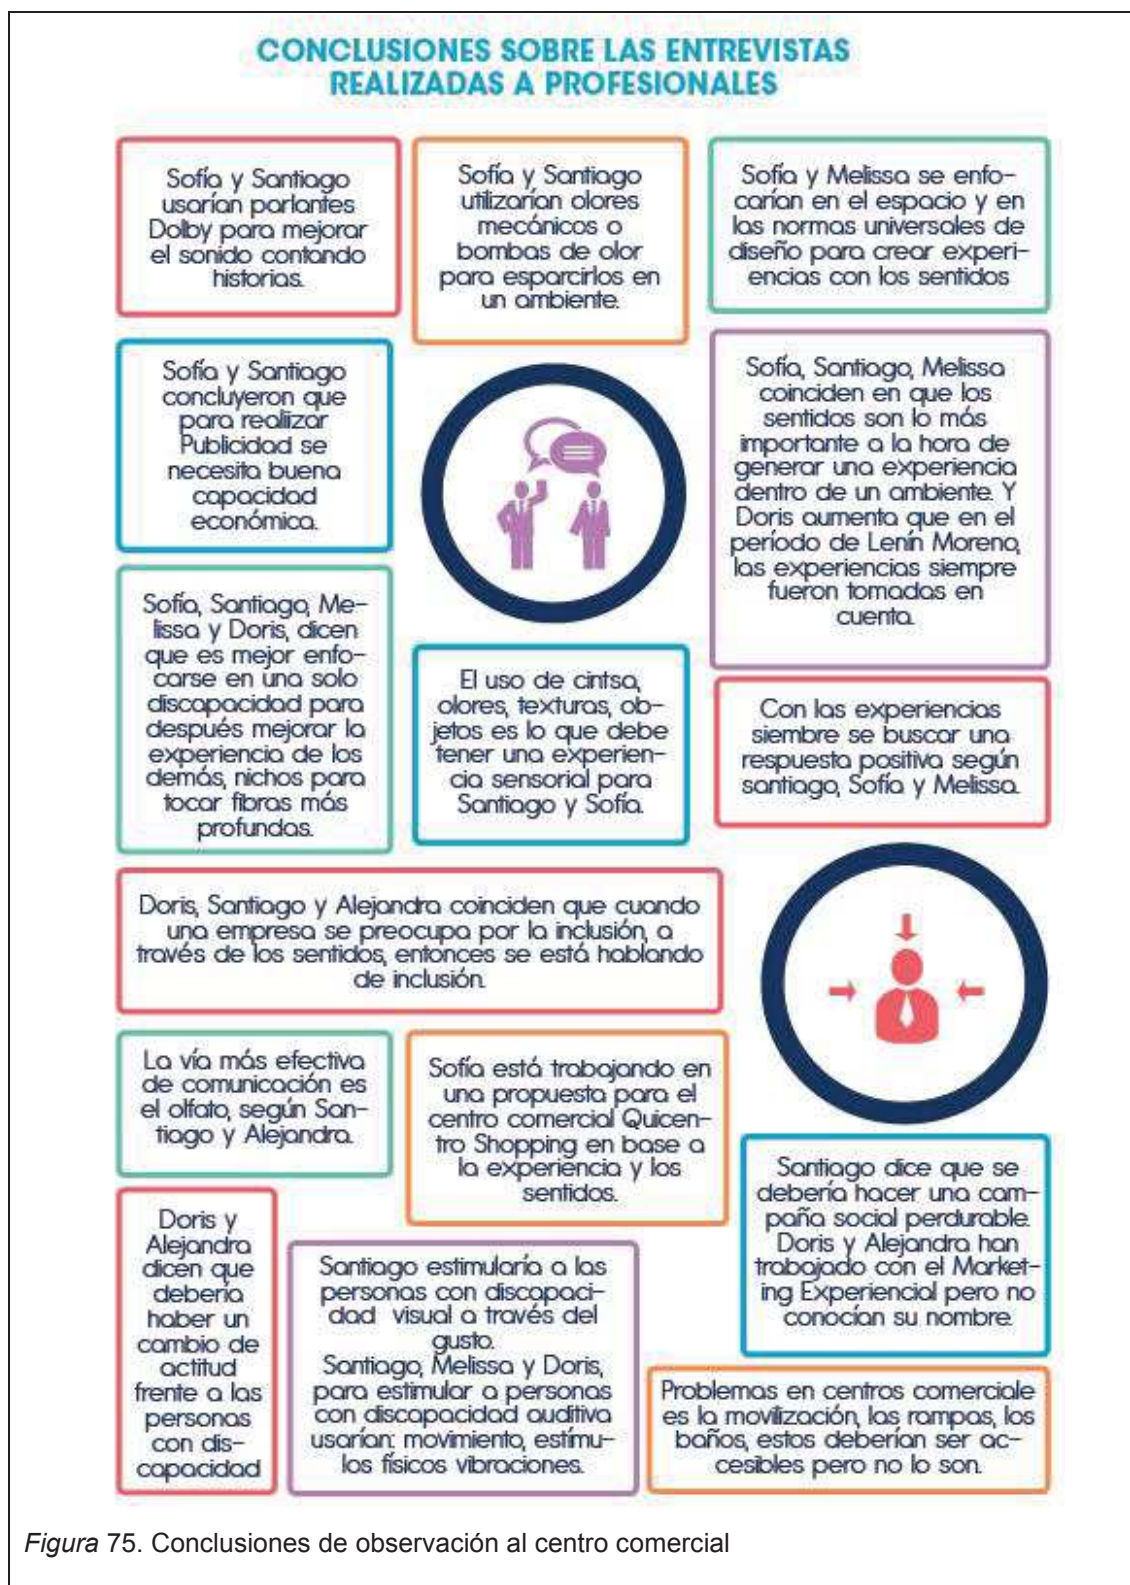 CONCLUSIONES SOBRE LAS ENTREVISTAS
REALIZADAS A PROFESIONALES
Sofía y Santiago
usarían parlantes
Dolby para mejorar
el sonido contando
historias.
Sofía y Santiago
utilizarían olores
mecánicos o
bombas de olor
para esparcirlos en
un ambiente.
Sofía y Melissa se enfo-
carían en el espacio y en
las normas universales de
diseño para crear experi-
encias con los sentidos
Sofía y Santiago
concluyeron que
para realiizar
Publicidad se
necesita buena
capacidad
económica.
Sofía, Santiago, Melissa
coinciden en que los
sentidos son lo más
importante a la hora de
generar una experiencia
dentro de un ambiente. Y
Doris aumenta que en el
período de Lenín Moreno,
las experiencias siempre
fueron tomadas en
cuenta.
Sofía, Santiago, Me-
lissa y Doris, dicen
que es mejor enfo-
carse en una solo
discapacidad para
después mejorar la
experiencia de los
demás, nichos para
tocar fibras más
profundas.
El uso de cintsa,
olores, texturas, ob-
jetos es lo que debe
tener una experien-
cia sensorial para
Santiago y Sofía.
Con las experiencias
siembre se buscar una
respuesta positiva según
santiago, Sofía y Melissa.
Doris, Santiago y Alejandra coinciden que cuando
una empresa se preocupa por la inclusión, a
través de los sentidos, entonces se está hablando
de inclusión.
La vía más efectiva
de comunicación es
el olfato, según San-
tiago y Alejandra.
Sofía está trabajando en
una propuesta para el
centro comercial Quicen-
tro Shopping en base a
la experiencia y los
sentidos.
Santiago dice que se
debería hacer una cam-
paña social perdurable.
Doris y Alejandra han
trabajado con el Market-
ing Experiencial pero no
conocían su nombre.
Doris y
Alejandra
dicen que
debería
haber un
cambio de
actitud
frente a las
personas
con dis-
capacidad
Santiago estimularía a las
personas con discapaci-
dad visual a través del
gusto.
Santiago, Melissa y Doris,
para estimular a personas
con discapacidad auditiva
usarían: movimiento, estímu-
los físicos vibraciones.
Problemas en centros comerciale
es la movilización, las rampas, los
baños, estos deberían ser ac-
cesibles pero no lo son.
Figura 75. Conclusiones de observación al centro comercial